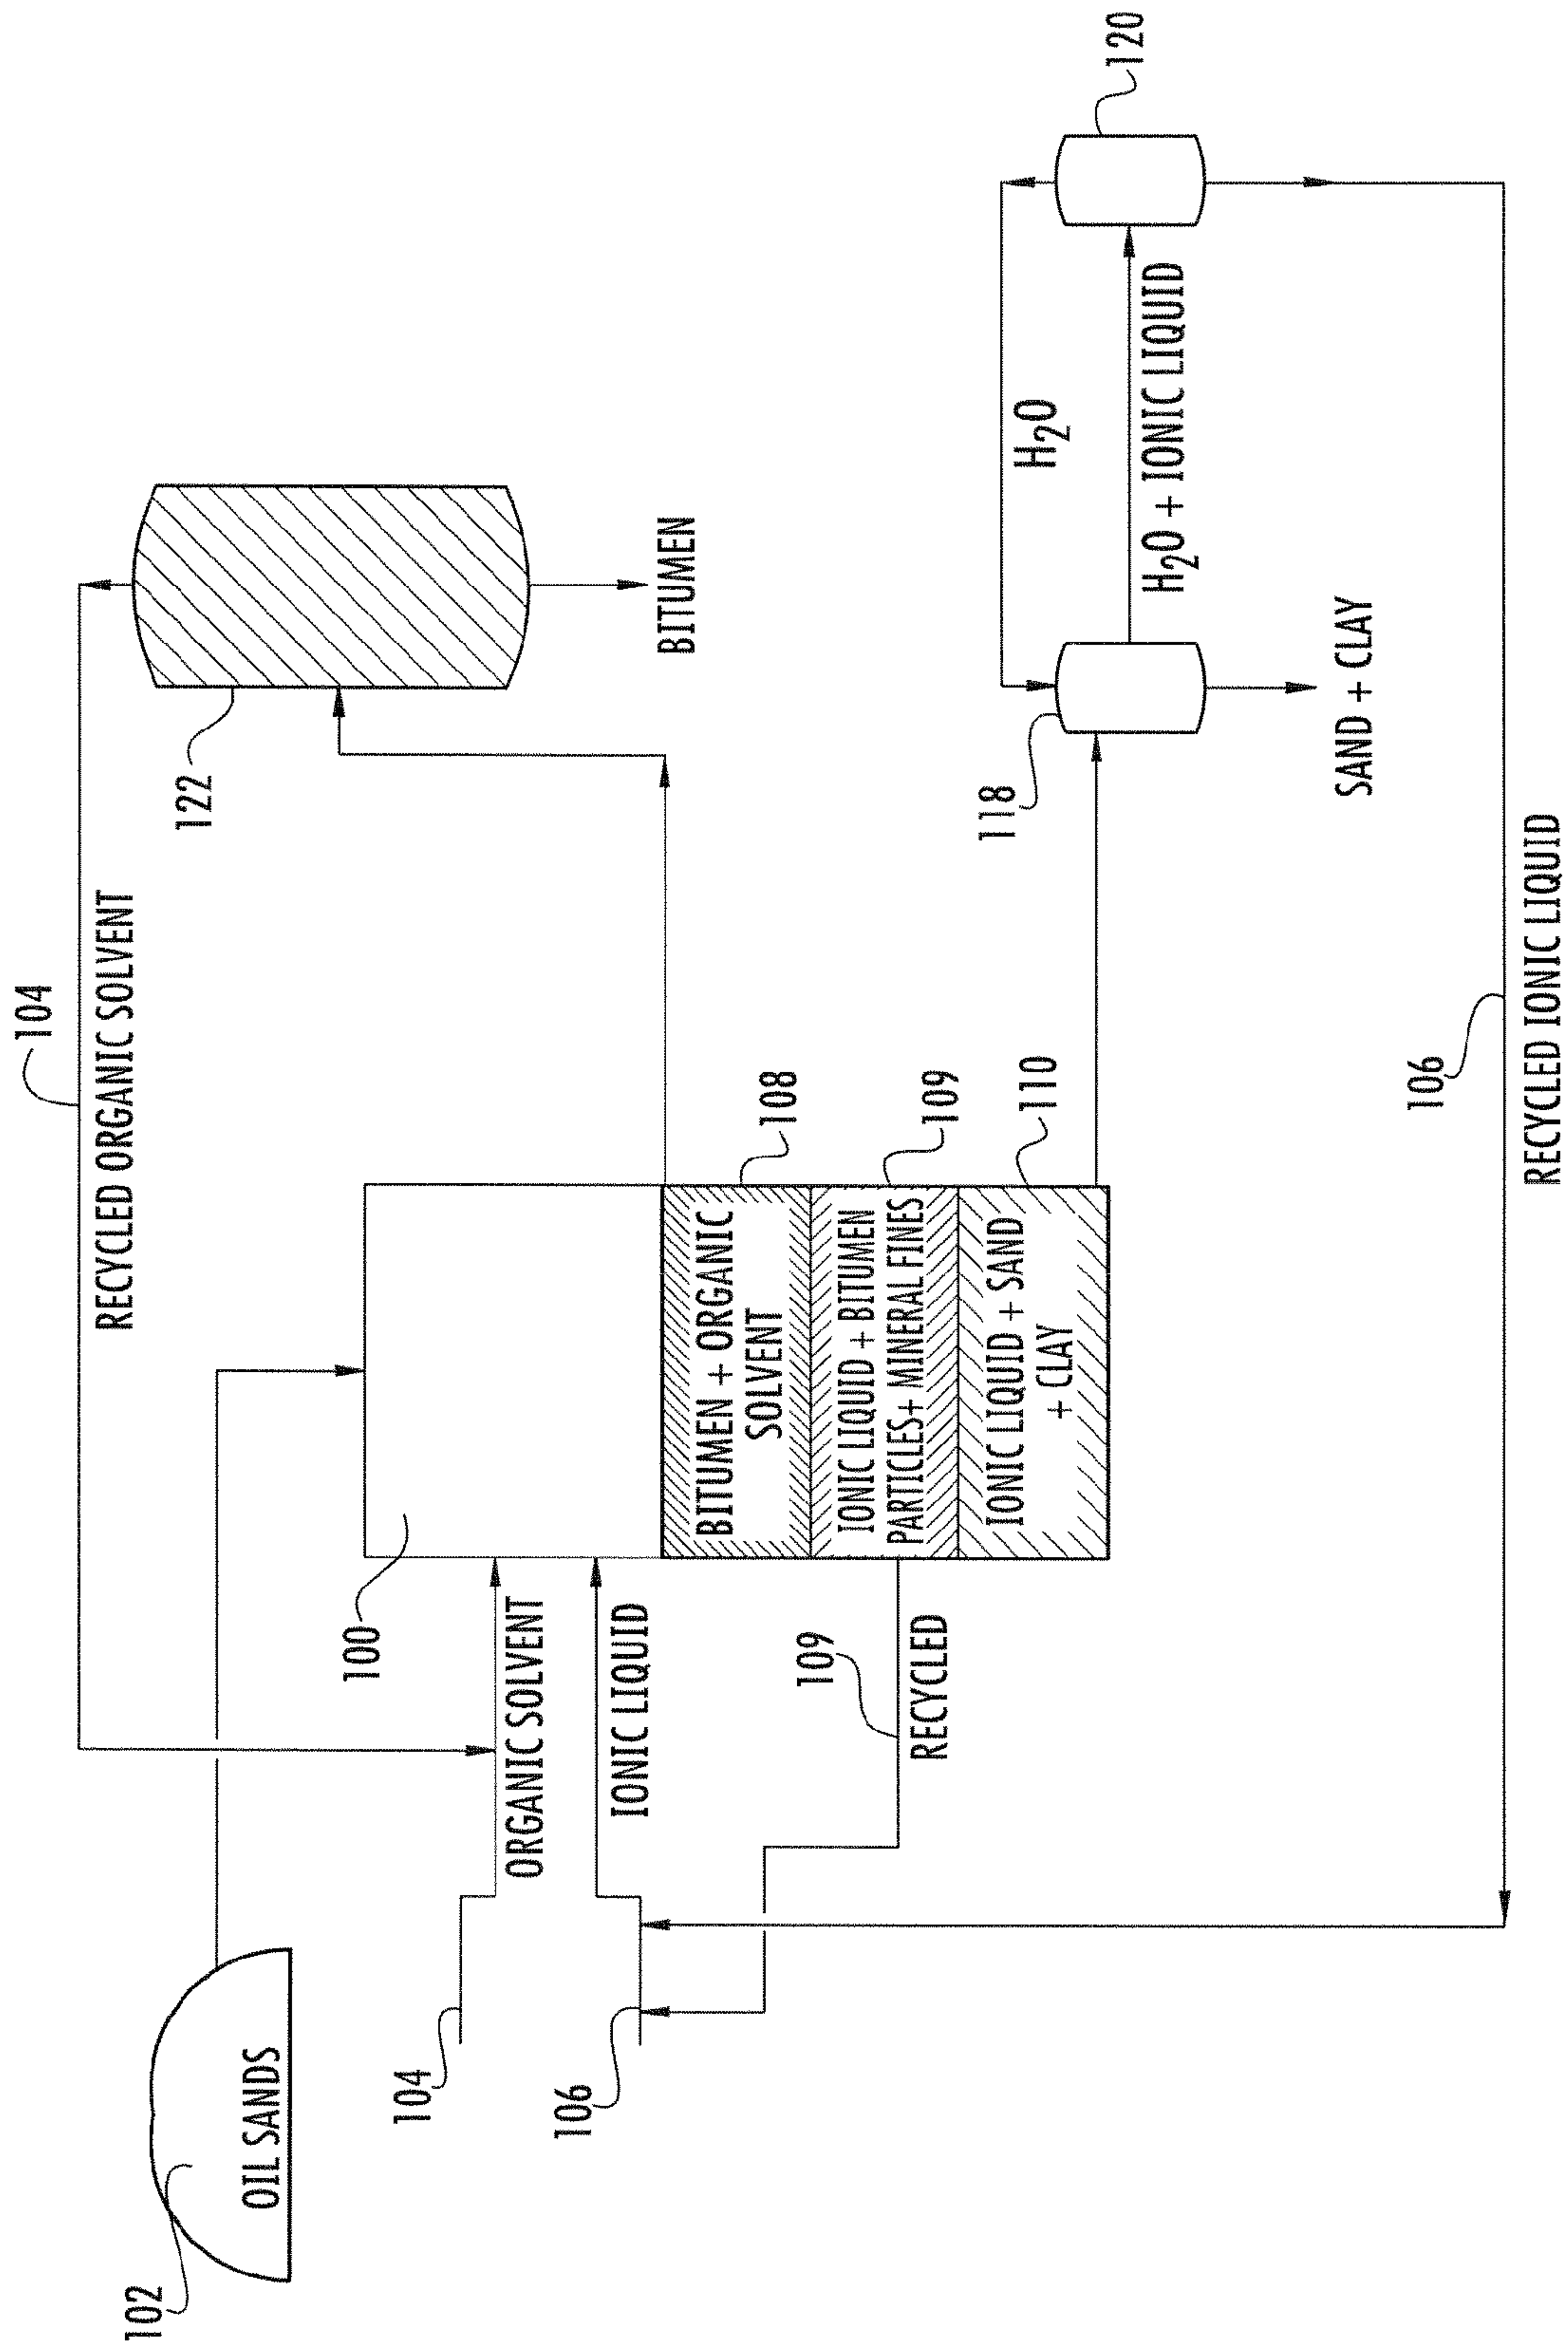 104
RECYCLED ORGANIC SOLVENT
102
OIL SANDS
122
BITUMEN
100
104
ORGANIC SOLVENT
106
IONIC LIQUID
BITUMEN + ORGANIC
SOLVENT
108
IONIC LIQUID + BITUMEN
PARTICLES+ MINERAL FINES
109
IONIC LIQUID + SAND
+ CLAY
110
109
RECYCLED
118
H2O
H2O + IONIC LIQUID
120
SAND + CLAY
106
RECYCLED IONIC LIQUID